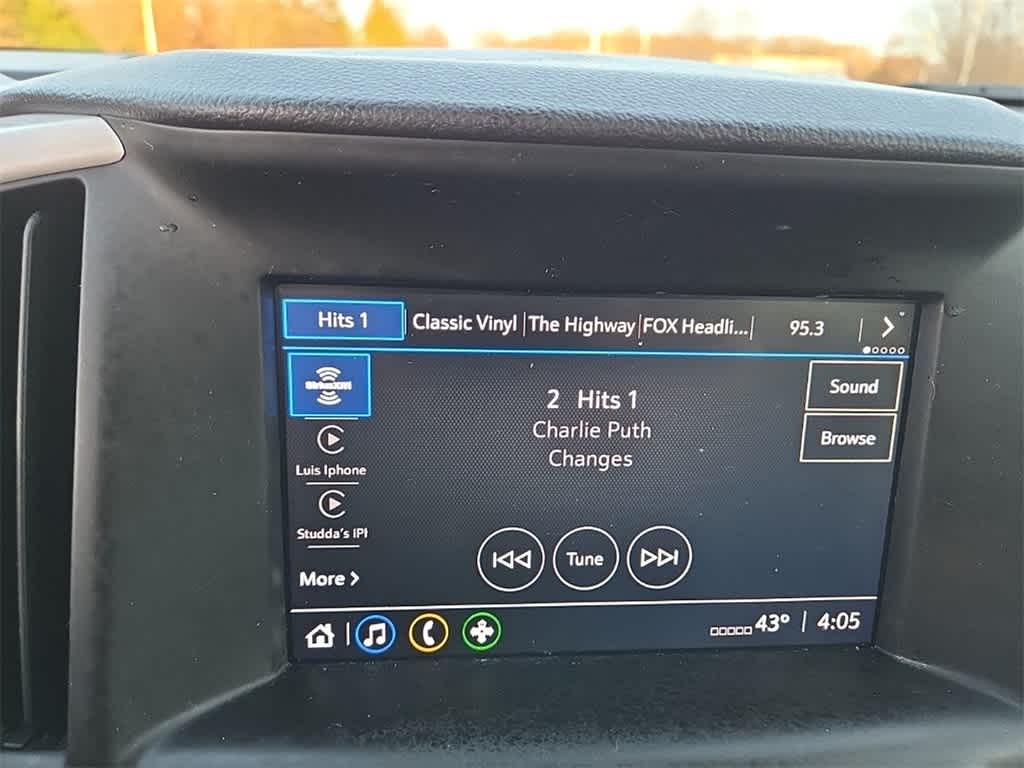 Hits 1
Classic Vinyl
The Highway
FOX Headli...
95.3
SiriusXM
Sound
Browse
2 Hits 1
Charlie Puth
Changes
Luis Iphone
Studda's iPh
More
Tune
43° 4:05